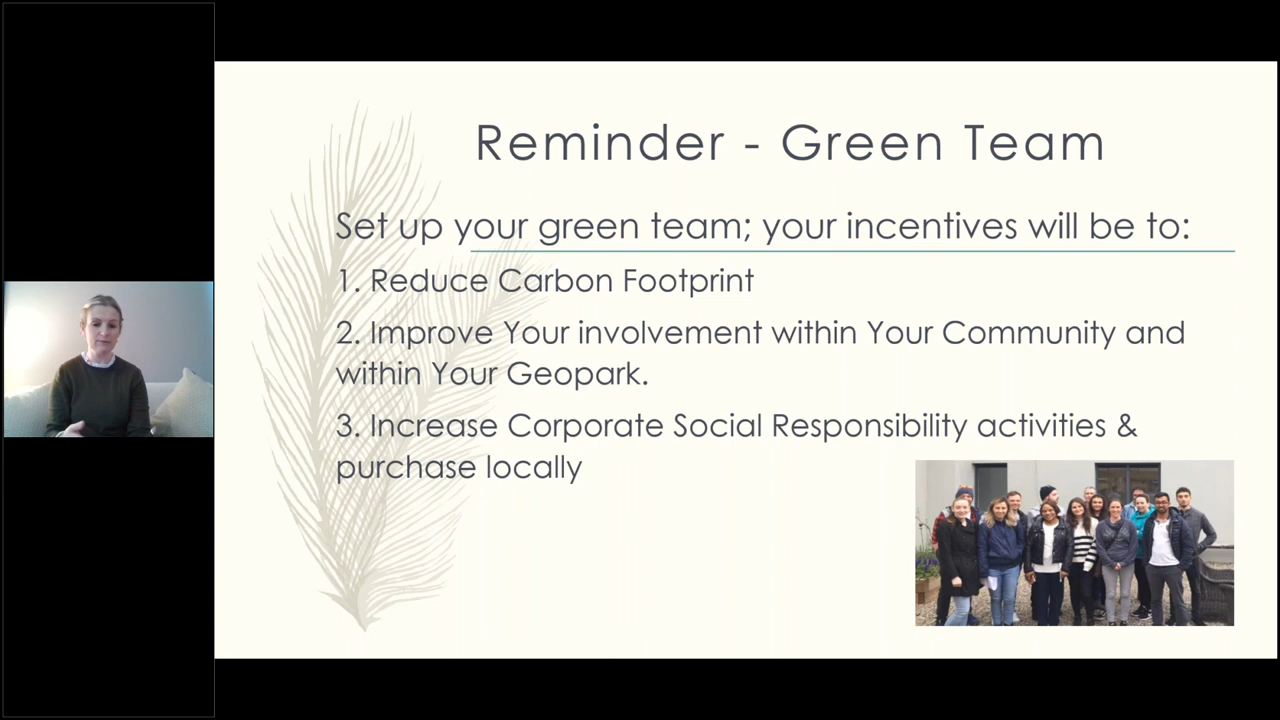 Reminder - Green Team
Set up your green team; your incentives will be to:
1. Reduce Carbon Footprint
2. Improve Your involvement within Your Community and
within Your Geopark.
3. Increase Corporate Social Responsibility activities &
purchase locally